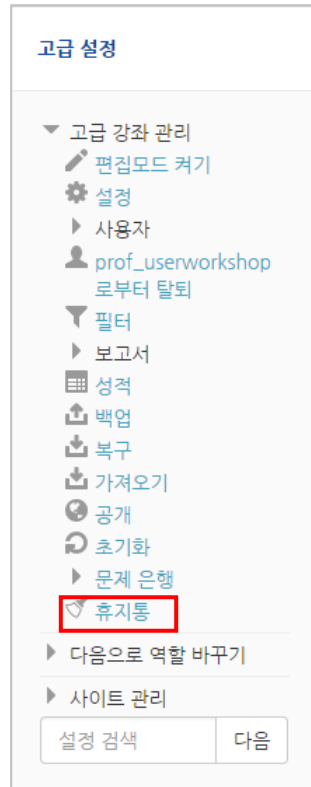 고급 설정
고급 강좌 관리
편집모드 켜기
설정
사용자
prof_userworkshop
로부터 탈퇴
필터
보고서
성적
백업
복구
가져오기
공개
초기화
문제 은행
휴지통
다음으로 역할 바꾸기
사이트 관리
설정 검색 다음